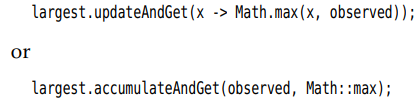 largest.updateAndGet(x -> Math.max(x, observed));
or
largest.accumulateAndGet(observed, Math::max);